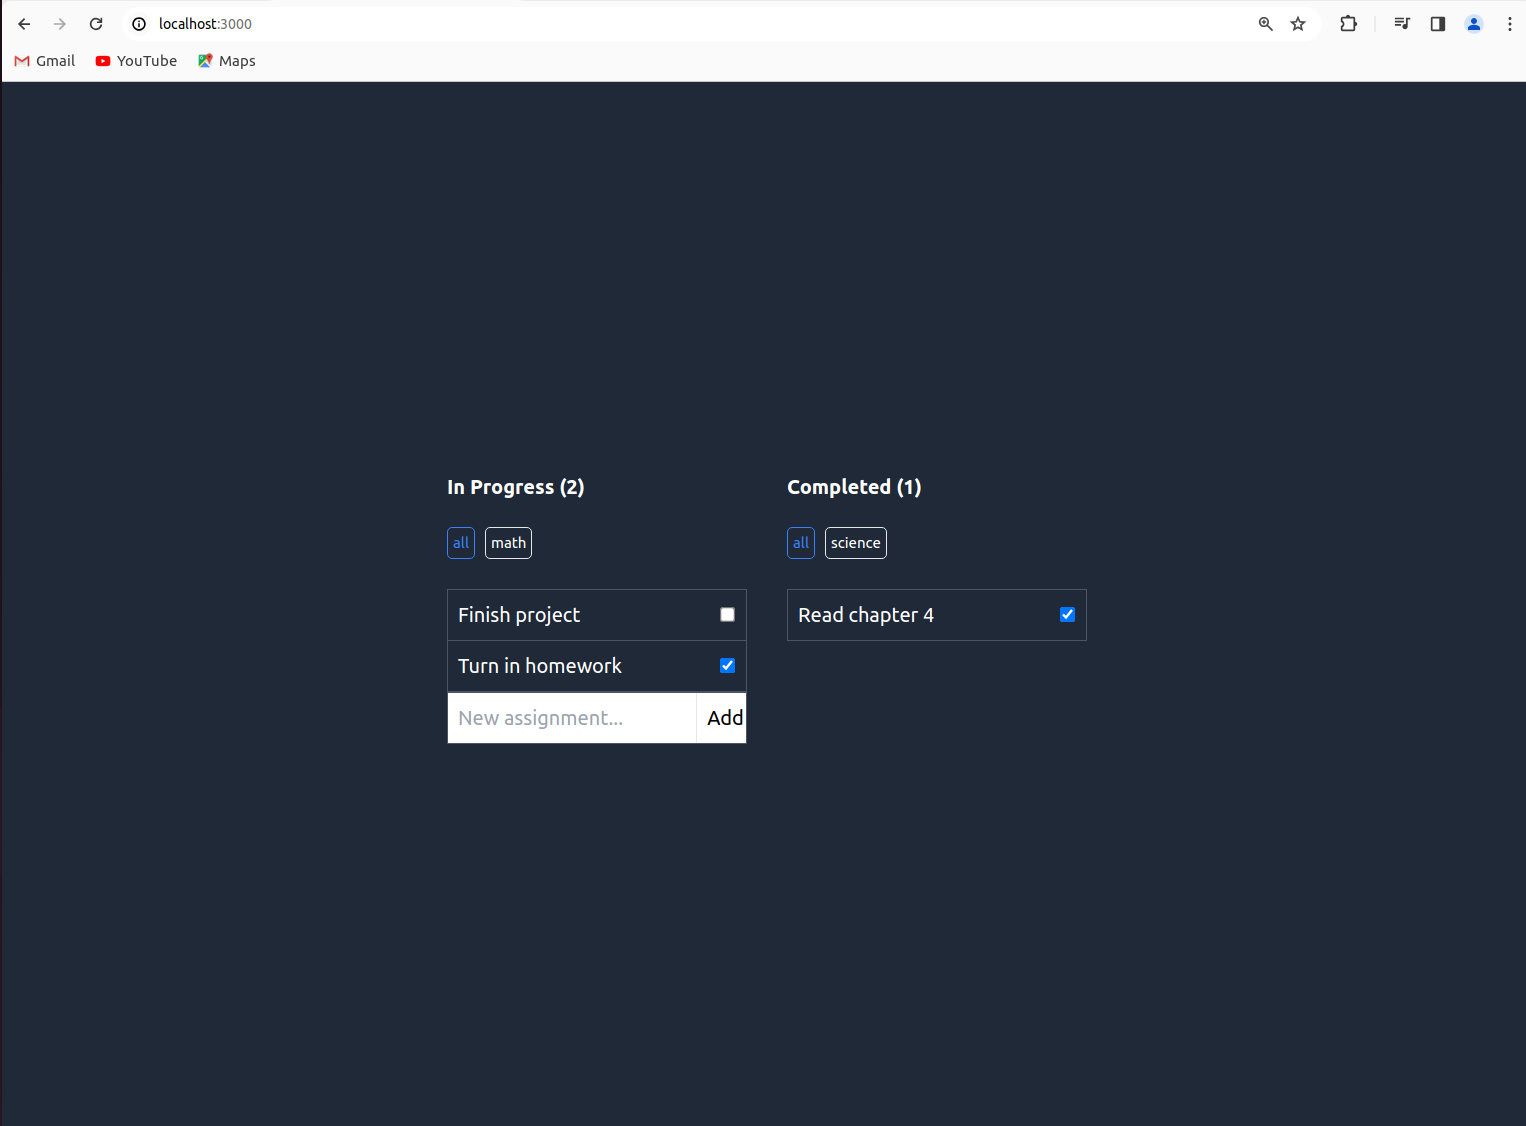 localhost:3000
Gmail YouTube Maps
In Progress (2)
all math
Finish project
Turn in homework
New assignment... Add
Completed (1)
all science
Read chapter 4